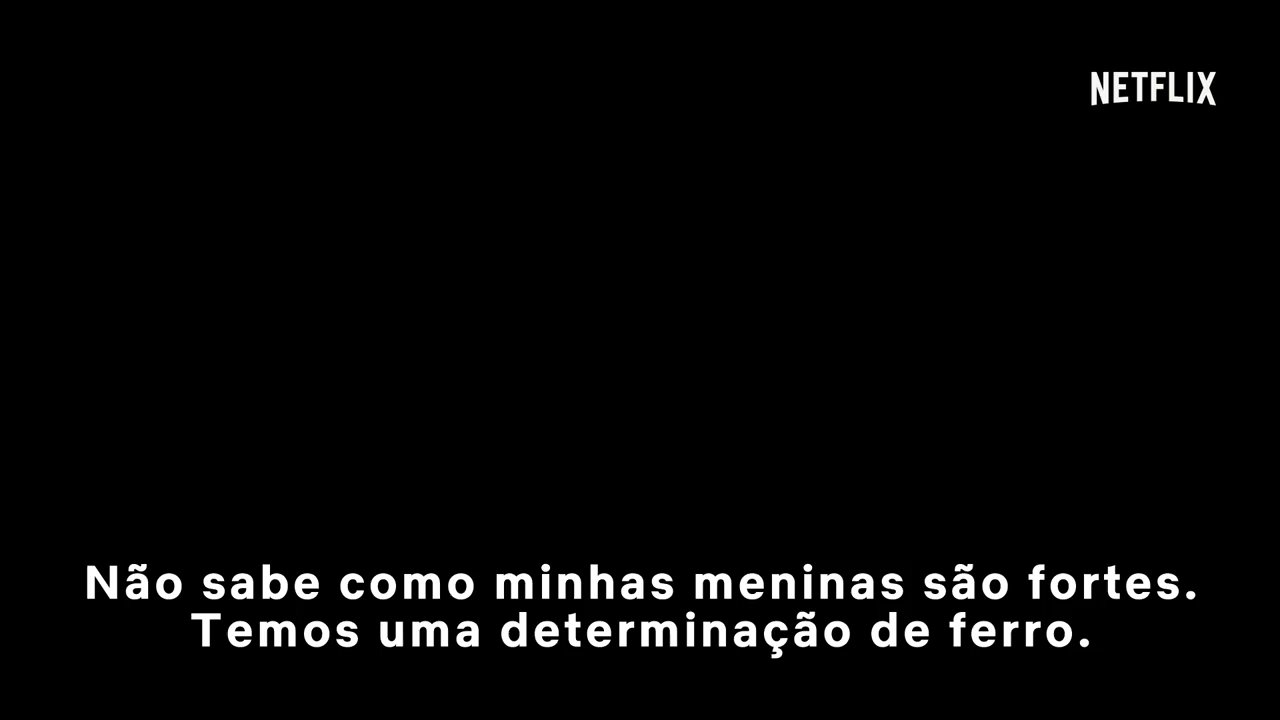 NETFLIX
Não sabe como minhas meninas são fortes.
Temos uma determinação de ferro.